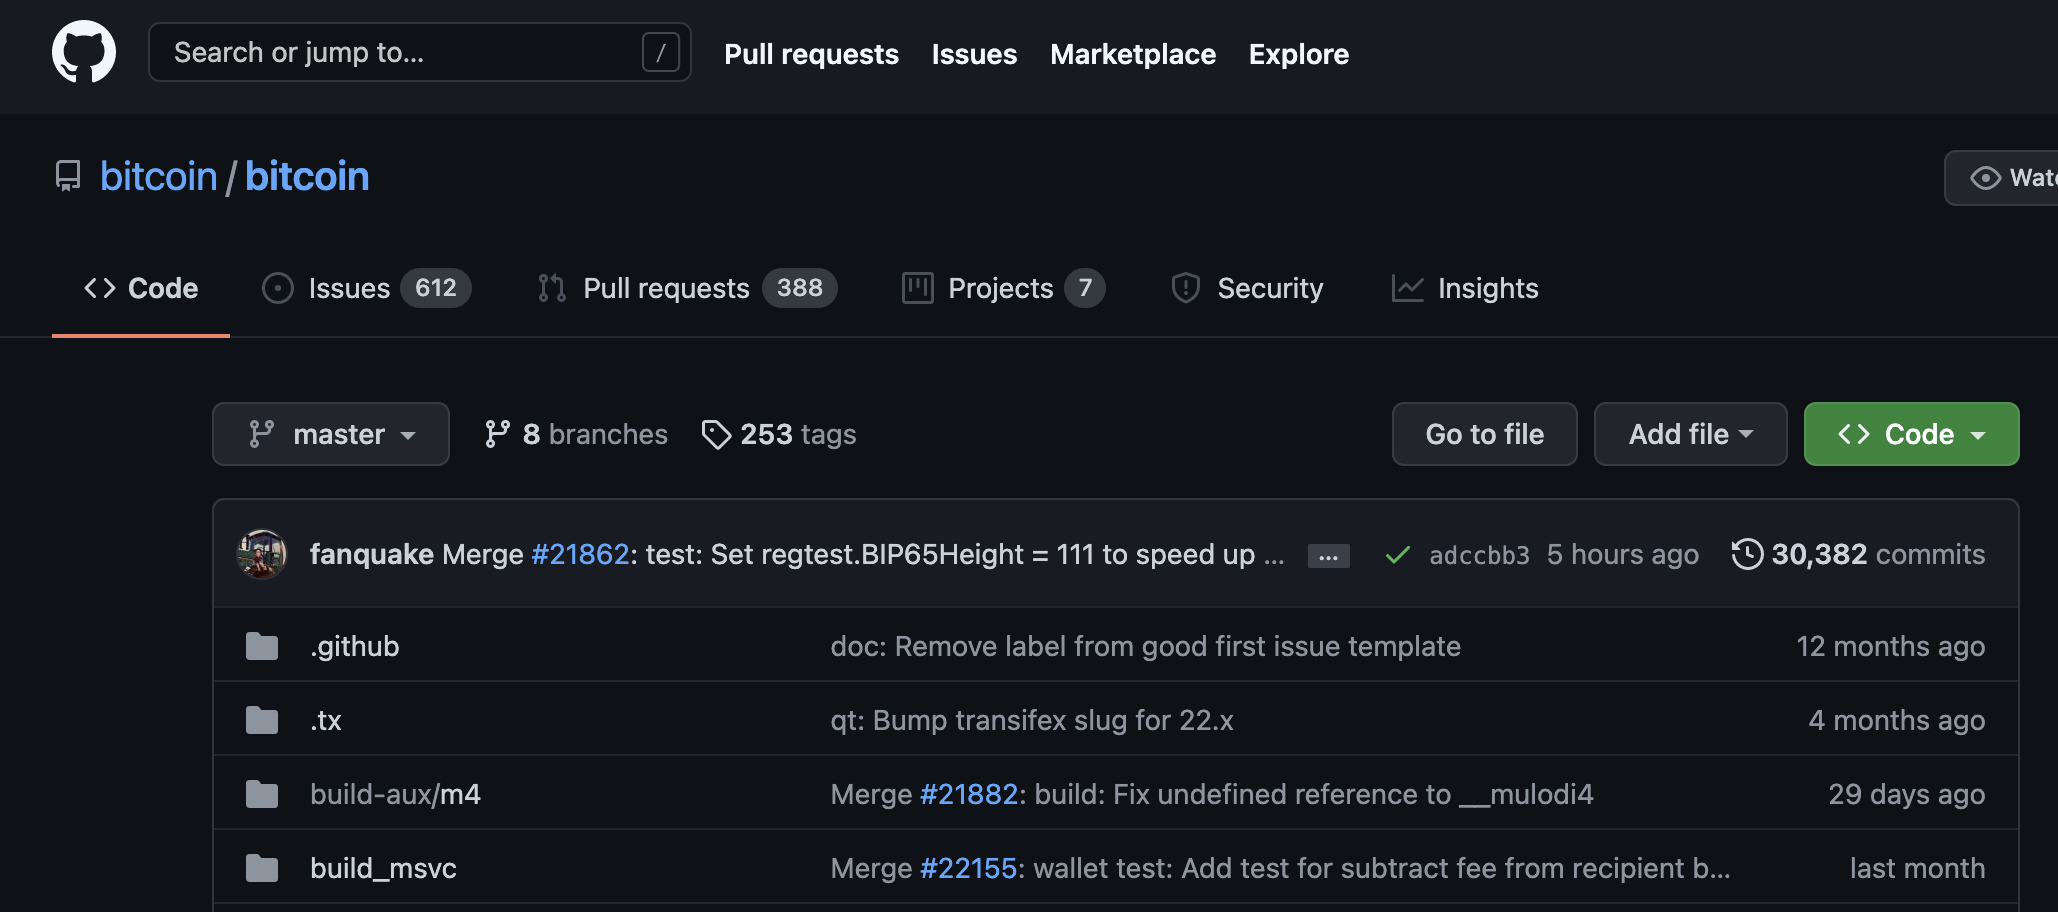 Search or jump to... / Pull requests Issues Marketplace Explore
bitcoin / bitcoin
Code Issues 612 Pull requests 388 Projects 7 Security Insights
master 8 branches 253 tags Go to file Add file Code
fanquake Merge #21862: test: Set regtest.BIP65Height = 111 to speed up ... ... adccbb3 5 hours ago 30,382 commits
.github doc: Remove label from good first issue template 12 months ago
.tx qt: Bump transifex slug for 22.x 4 months ago
build-aux/m4 Merge #21882: build: Fix undefined reference to __mulodi4 29 days ago
build_msvc Merge #22155: wallet test: Add test for subtract fee from recipient b... last month